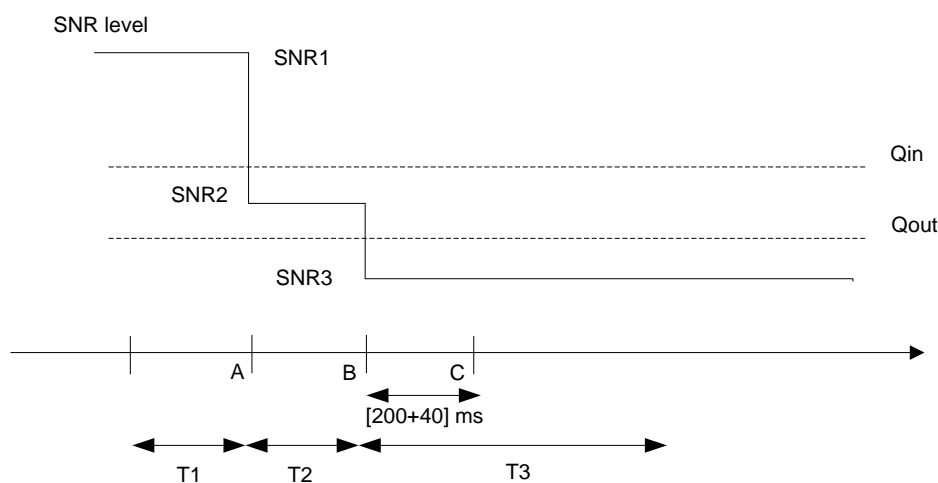 SNR level
SNR1
Qin
SNR2
Qout
SNR3
A
B
C
[200+40] ms
T1
T2
T3